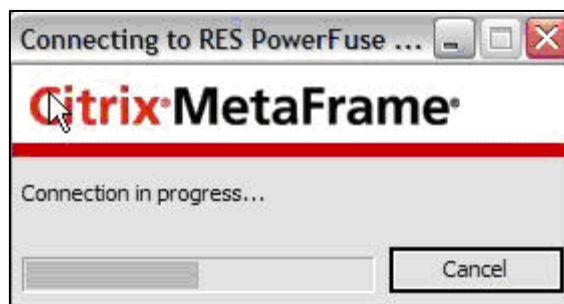 Connecting to RES PowerFuse ...
Citrix® MetaFrame®
Connection in progress...
Cancel